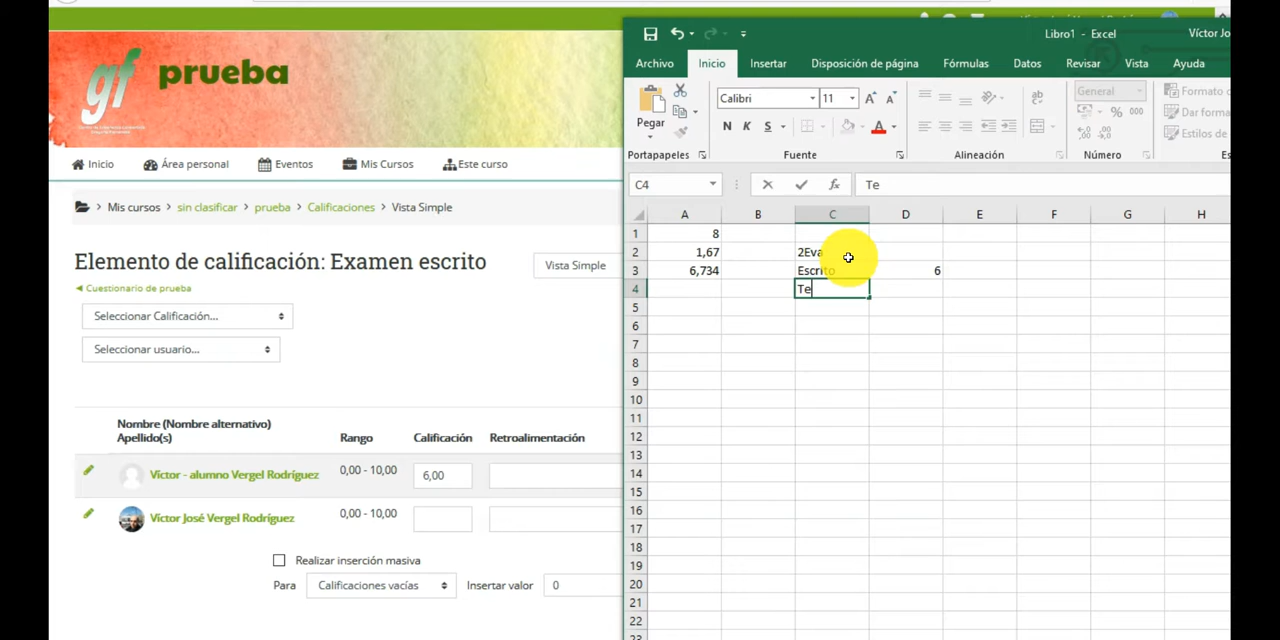 gf prueba
Inicio Área personal Eventos Mis Cursos Este curso
> Mis cursos > sin clasificar > prueba > Calificaciones > Vista Simple
Elemento de calificación: Examen escrito
Vista Simple
◀ Cuestionario de prueba
Seleccionar Calificación...
Seleccionar usuario...
Nombre (Nombre alternativo)
Apellido(s) Rango Calificación Retroalimentación
Víctor - alumno Vergel Rodríguez 0,00 - 10,00 6,00
Víctor José Vergel Rodríguez 0,00 - 10,00
Realizar inserción masiva
Para Calificaciones vacías Insertar valor 0
Libro1 - Excel Víctor Jo
Archivo Inicio Insertar Disposición de página Fórmulas Datos Revisar Vista Ayuda
Pegar
Calibri 11
N K S
General
% 000
Formato
Dar forma
Estilos de
Portapapeles Fuente Alineación Número Es
C4 fx Te
A B C D E F G H
1 8
2 1,67 2Eva
3 6,734 Escrito 6
4 Te
5
6
7
8
9
10
11
12
13
14
15
16
17
18
19
20
21
22
23